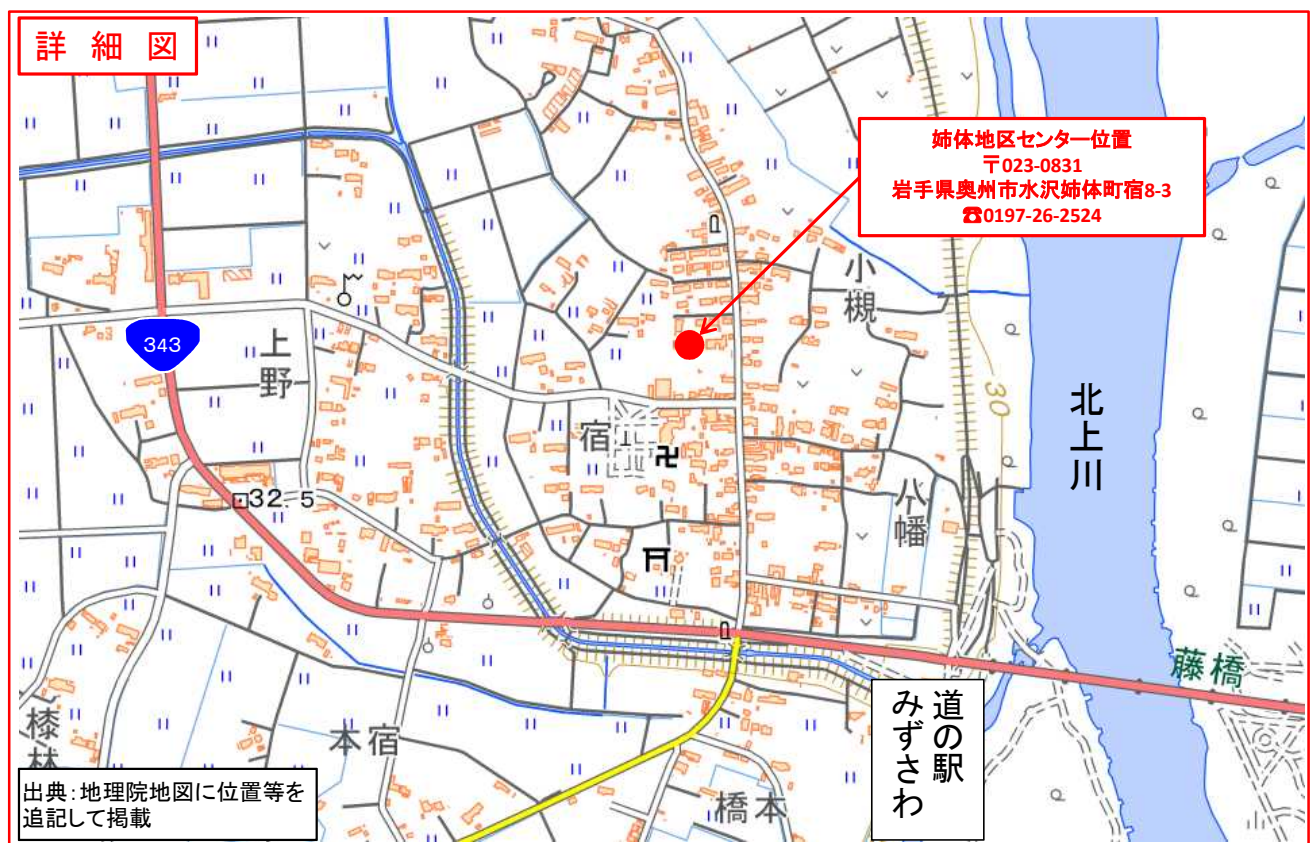 詳細図
姉体地区センター位置
〒023-0831
岩手県奥州市水沢姉体町宿8-3
☎0197-26-2524
小槻
343
上野
30
北上川
宿
32.5
八幡
藤橋
道の駅
みずさわ
本宿
橋本
出典：地理院地図に位置等を
追記して掲載